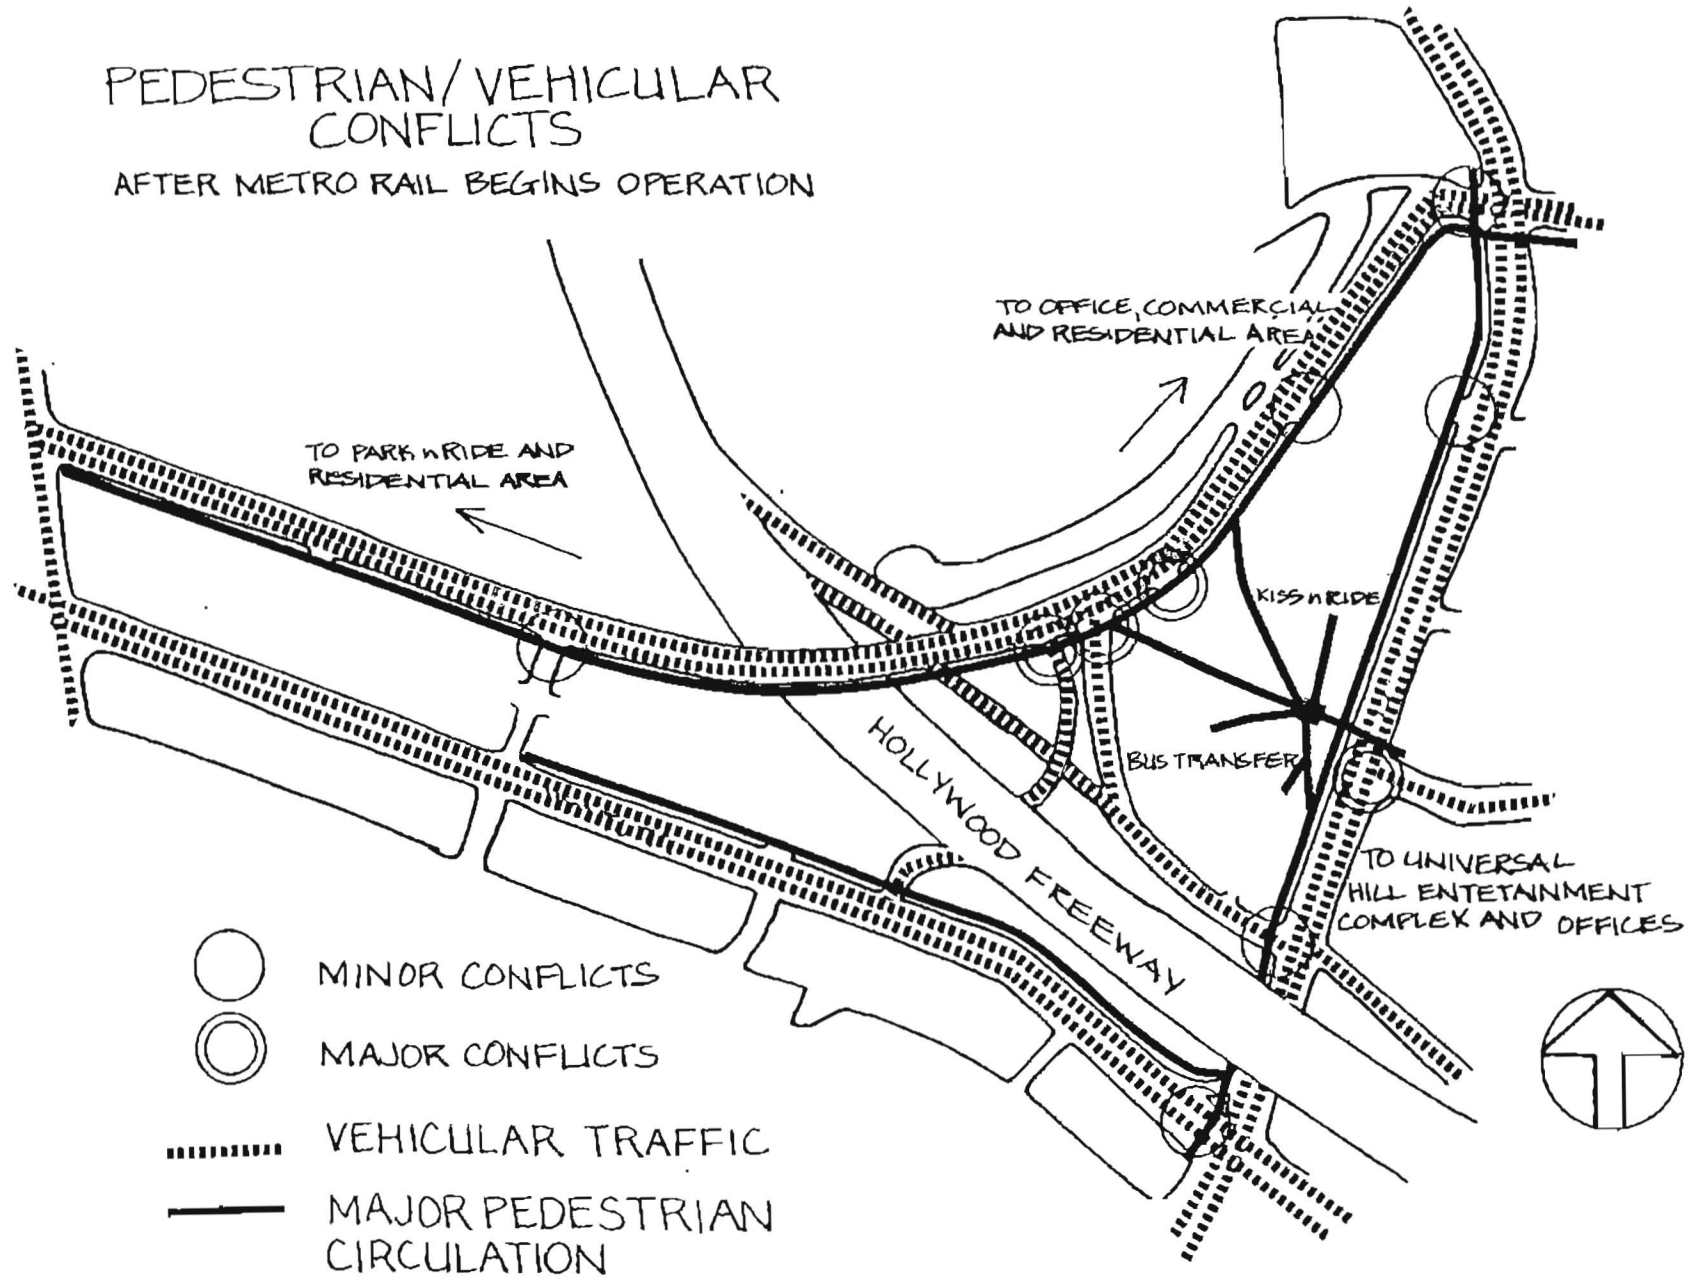 PEDESTRIAN/VEHICULAR
CONFLICTS
AFTER METRO RAIL BEGINS OPERATION
TO OFFICE, COMMERCIAL
AND RESIDENTIAL AREA
TO PARK n RIDE AND
RESIDENTIAL AREA
KISS n RIDE
BUS TRANSFER
HOLLYWOOD FREEWAY
TO UNIVERSAL
HILL ENTETAINMENT
COMPLEX AND OFFICES
MINOR CONFLICTS
MAJOR CONFLICTS
VEHICULAR TRAFFIC
MAJOR PEDESTRIAN
CIRCULATION